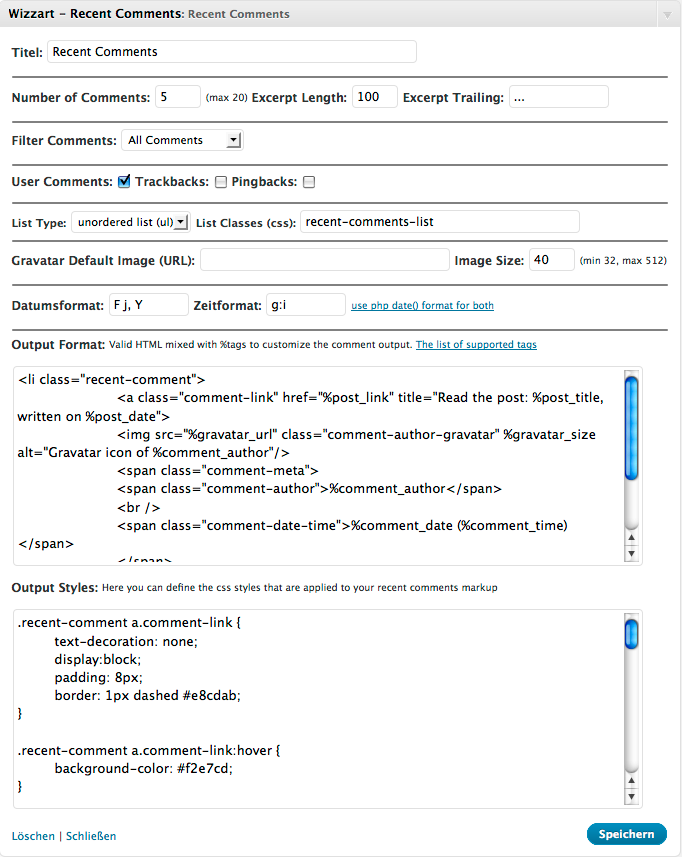 Wizzart – Recent Comments: Recent Comments
Titel: Recent Comments
Number of Comments: 5 (max 20) Excerpt Length: 100 Excerpt Trailing: ...
Filter Comments: All Comments
User Comments: Trackbacks: Pingbacks:
List Type: unordered list (ul) List Classes (css): recent-comments-list
Gravatar Default Image (URL): Image Size: 40 (min 32, max 512)
Datumsformat: F j, Y Zeitformat: g:i use php date() format for both
Output Format: Valid HTML mixed with %tags to customize the comment output. The list of supported tags
<li class="recent-comment">
<a class="comment-link" href="%post_link" title="Read the post: %post_title,
written on %post_date">
<img src="%gravatar_url" class="comment-author-gravatar" %gravatar_size
alt="Gravatar icon of %comment_author"/>
<span class="comment-meta">
<span class="comment-author">%comment_author</span>
<br />
<span class="comment-date-time">%comment_date (%comment_time)
</span>
</span>
Output Styles: Here you can define the css styles that are applied to your recent comments markup
.recent-comment a.comment-link {
text-decoration: none;
display:block;
padding: 8px;
border: 1px dashed #e8cdab;
}
.recent-comment a.comment-link:hover {
background-color: #f2e7cd;
}
Löschen | Schließen Speichern